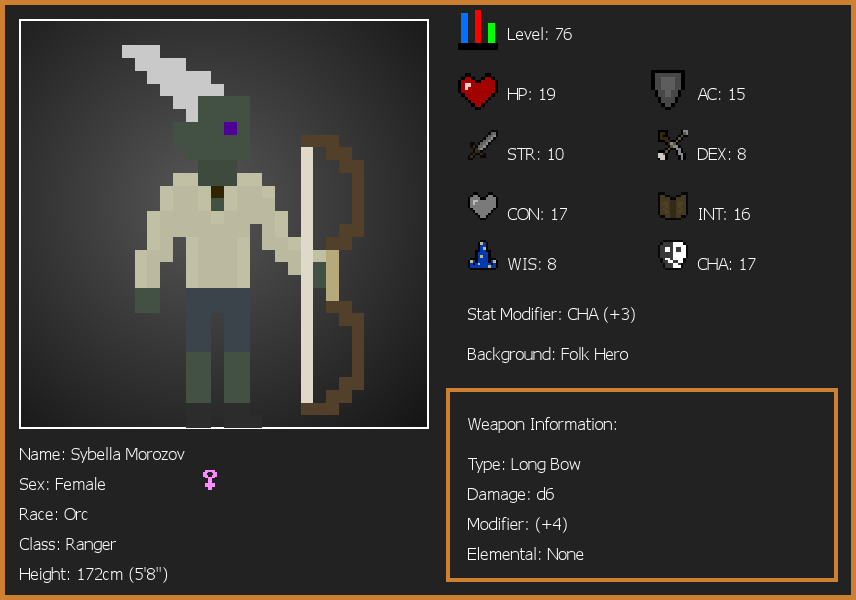 Level: 76
HP: 19
AC: 15
STR: 10
DEX: 8
CON: 17
INT: 16
WIS: 8
CHA: 17
Stat Modifier: CHA (+3)
Background: Folk Hero
Weapon Information:
Type: Long Bow
Damage: d6
Modifier: (+4)
Elemental: None
Name: Sybella Morozov
Sex: Female
Race: Orc
Class: Ranger
Height: 172cm (5'8")